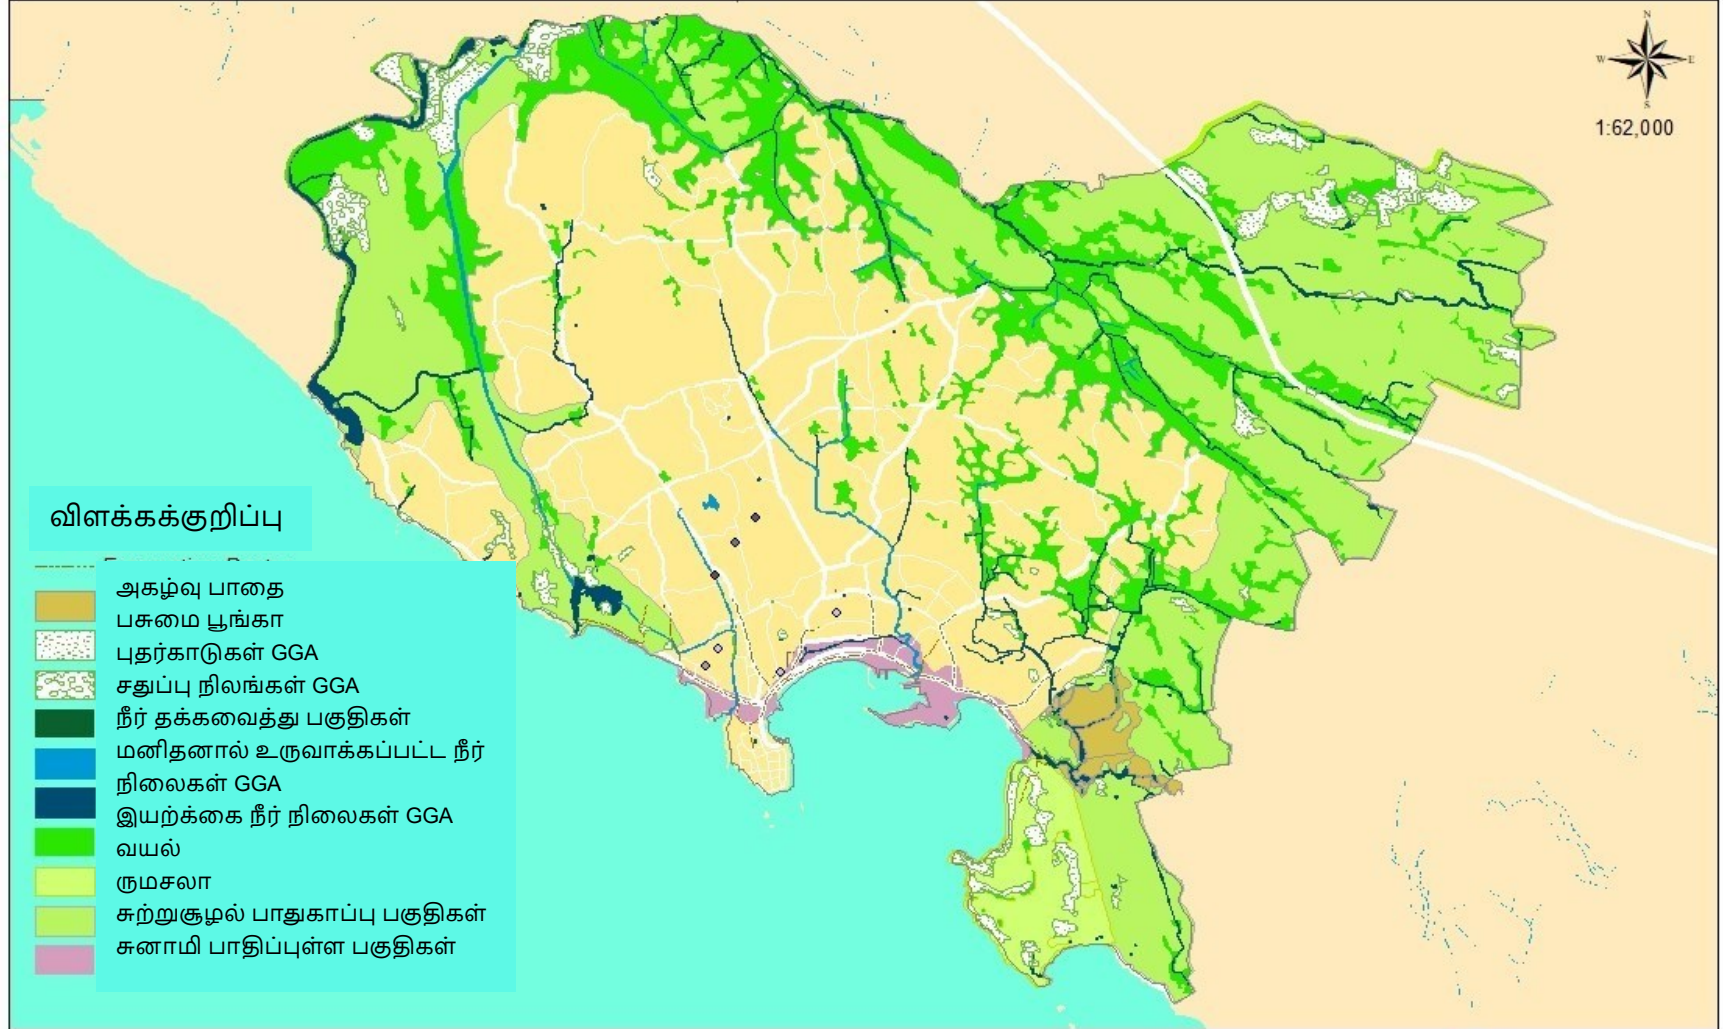 N
W E
S
1:62,000
விளக்கக்குறிப்பு
அகழ்வு பாதை
பசுமை பூங்கா
புதர்காடுகள் GGA
சதுப்பு நிலங்கள் GGA
நீர் தக்கவைத்து பகுதிகள்
மனிதனால் உருவாக்கப்பட்ட நீர்
நிலைகள் GGA
இயற்க்கை நீர் நிலைகள் GGA
வயல்
ருமசலா
சுற்றுசூழல் பாதுகாப்பு பகுதிகள்
சுனாமி பாதிப்புள்ள பகுதிகள்